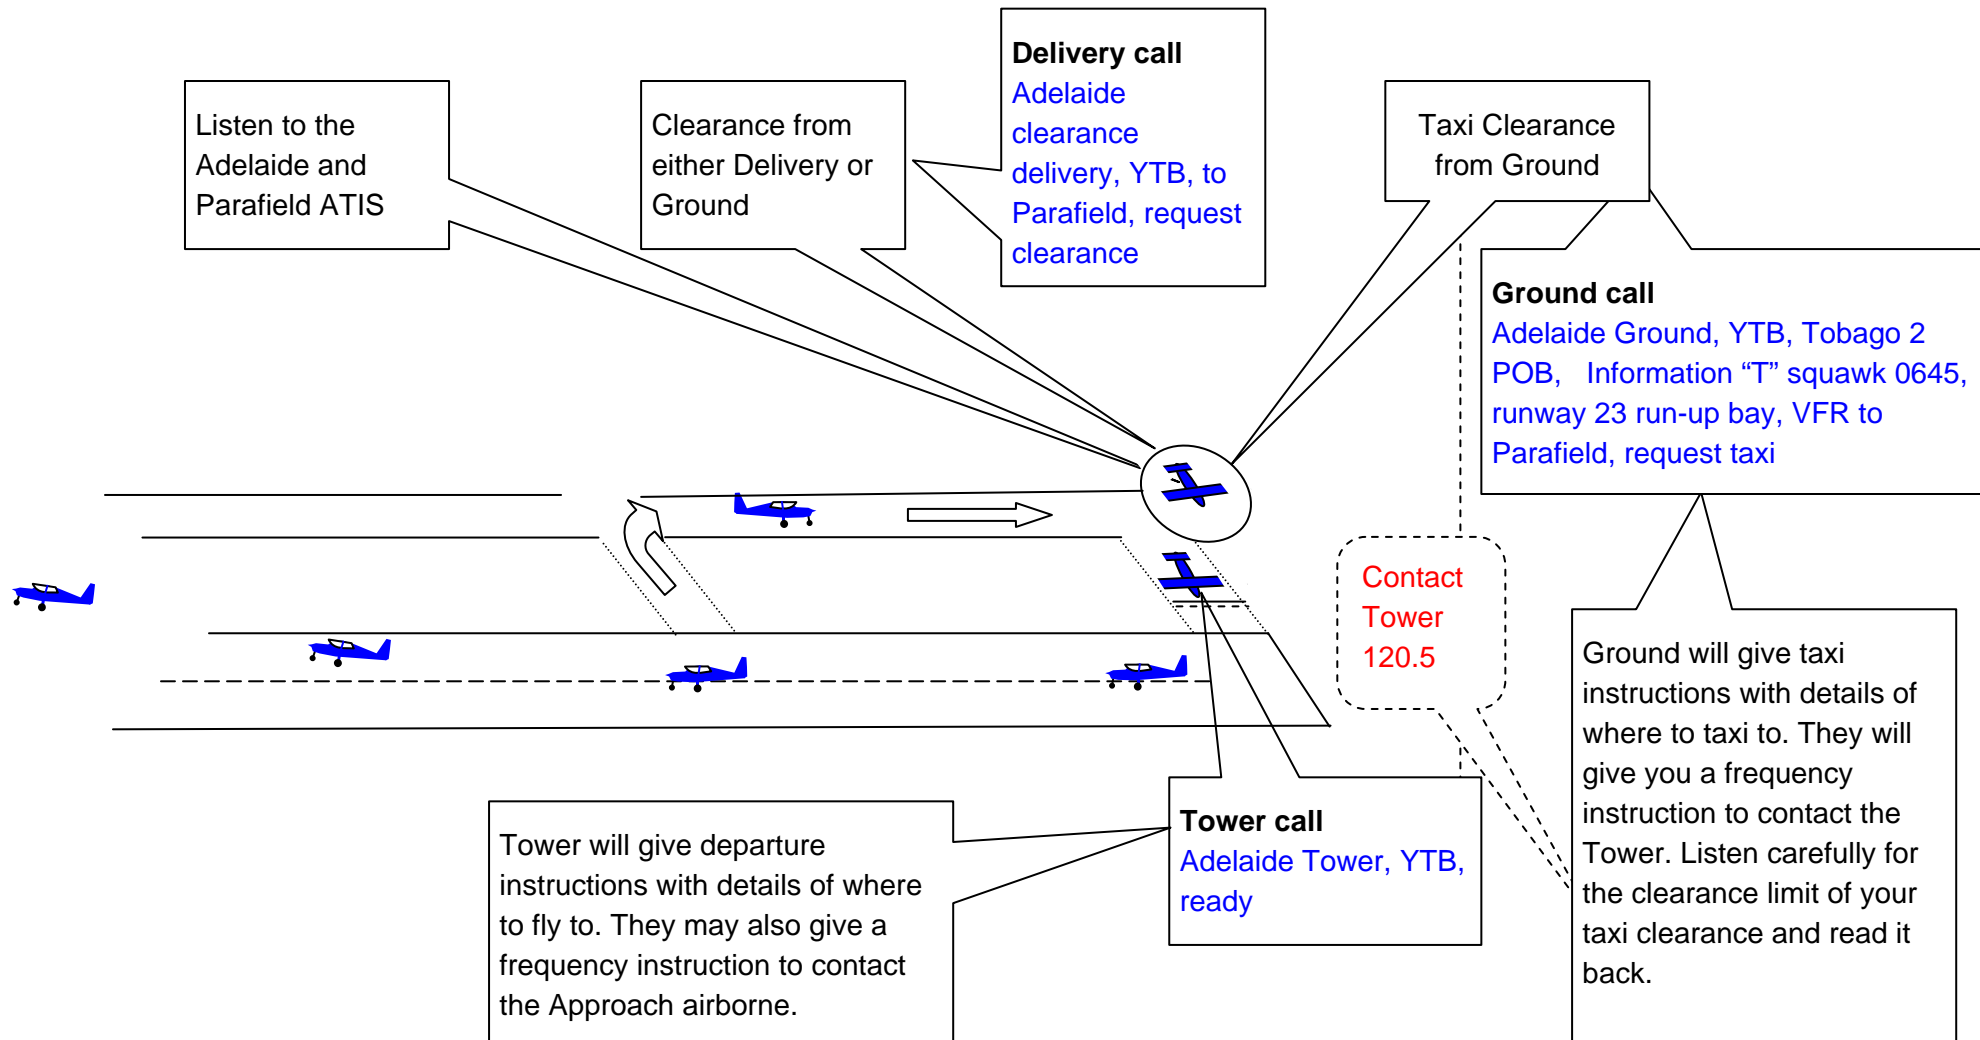 Listen to the
Adelaide and
Parafield ATIS
Clearance from
either Delivery or
Ground
Delivery call
Adelaide
clearance
delivery, YTB, to
Parafield, request
clearance
Taxi Clearance
from Ground
Ground call
Adelaide Ground, YTB, Tobago 2
POB,   Information “T” squawk 0645,
runway 23 run-up bay, VFR to
Parafield, request taxi
Contact
Tower
120.5
Ground will give taxi
instructions with details of
where to taxi to. They will
give you a frequency
instruction to contact the
Tower. Listen carefully for
the clearance limit of your
taxi clearance and read it
back.
Tower call
Adelaide Tower, YTB,
ready
Tower will give departure
instructions with details of where
to fly to. They may also give a
frequency instruction to contact
the Approach airborne.